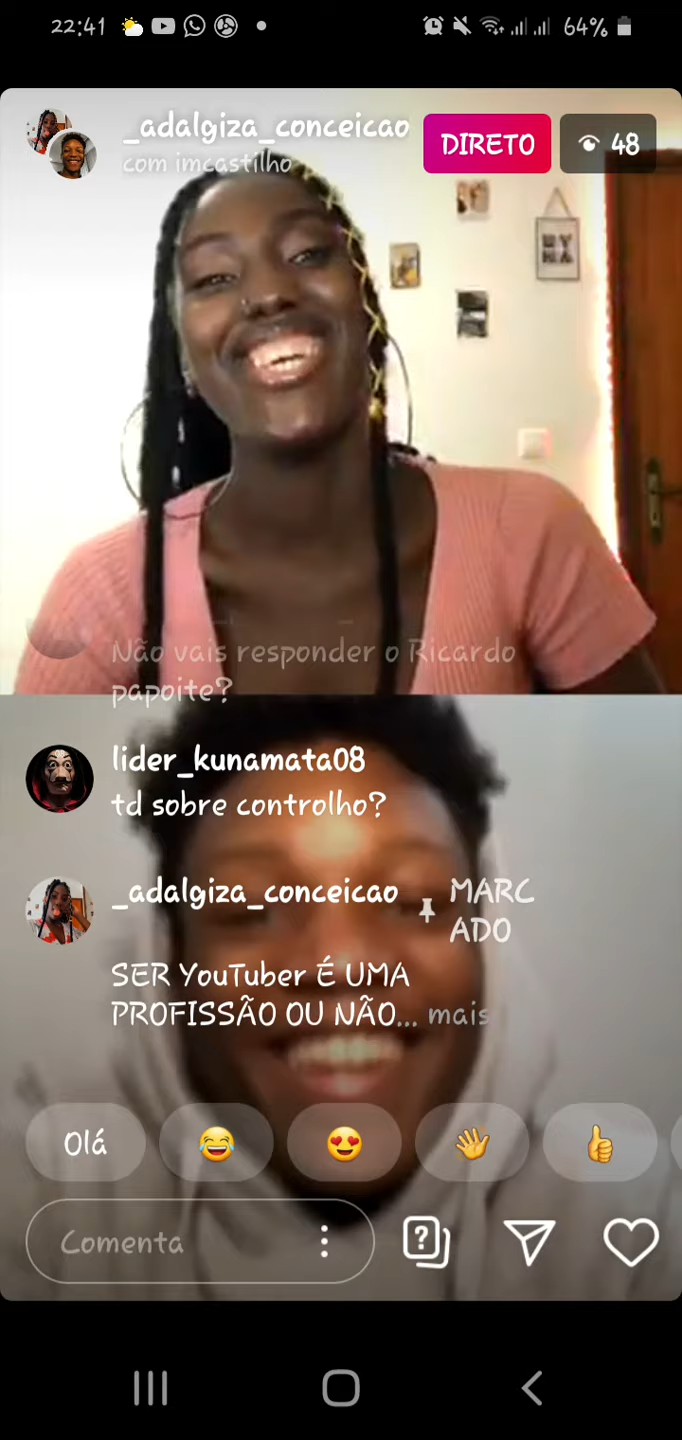 22:41
64%
_adalgiza_conceicao
DIRETO
48
com imcastilho
Não vais responder o Ricardo
papoite?
lider_kunamata08
td sobre controlho?
_adalgiza_conceicao
MARC
ADO
SER YouTuber É UMA
PROFISSÃO OU NÃO... mais
Olá
Comenta